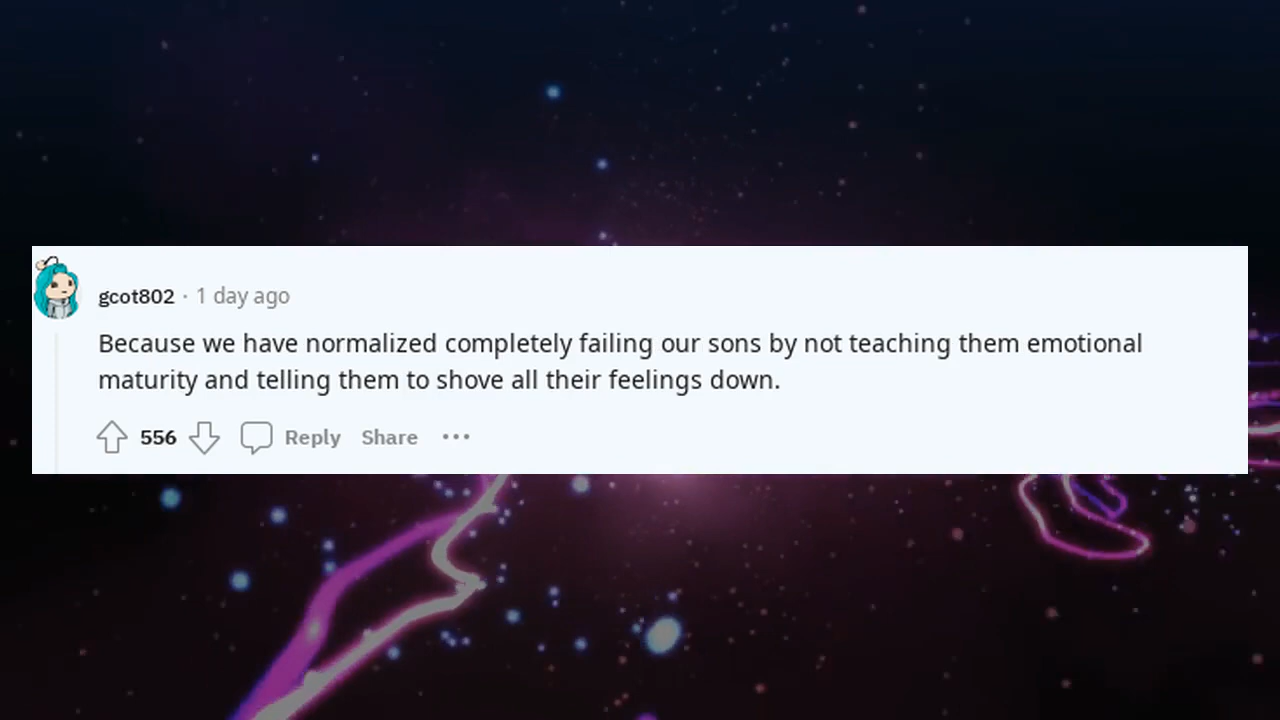 gcot802 · 1 day ago
Because we have normalized completely failing our sons by not teaching them emotional
maturity and telling them to shove all their feelings down.
556 Reply Share •••